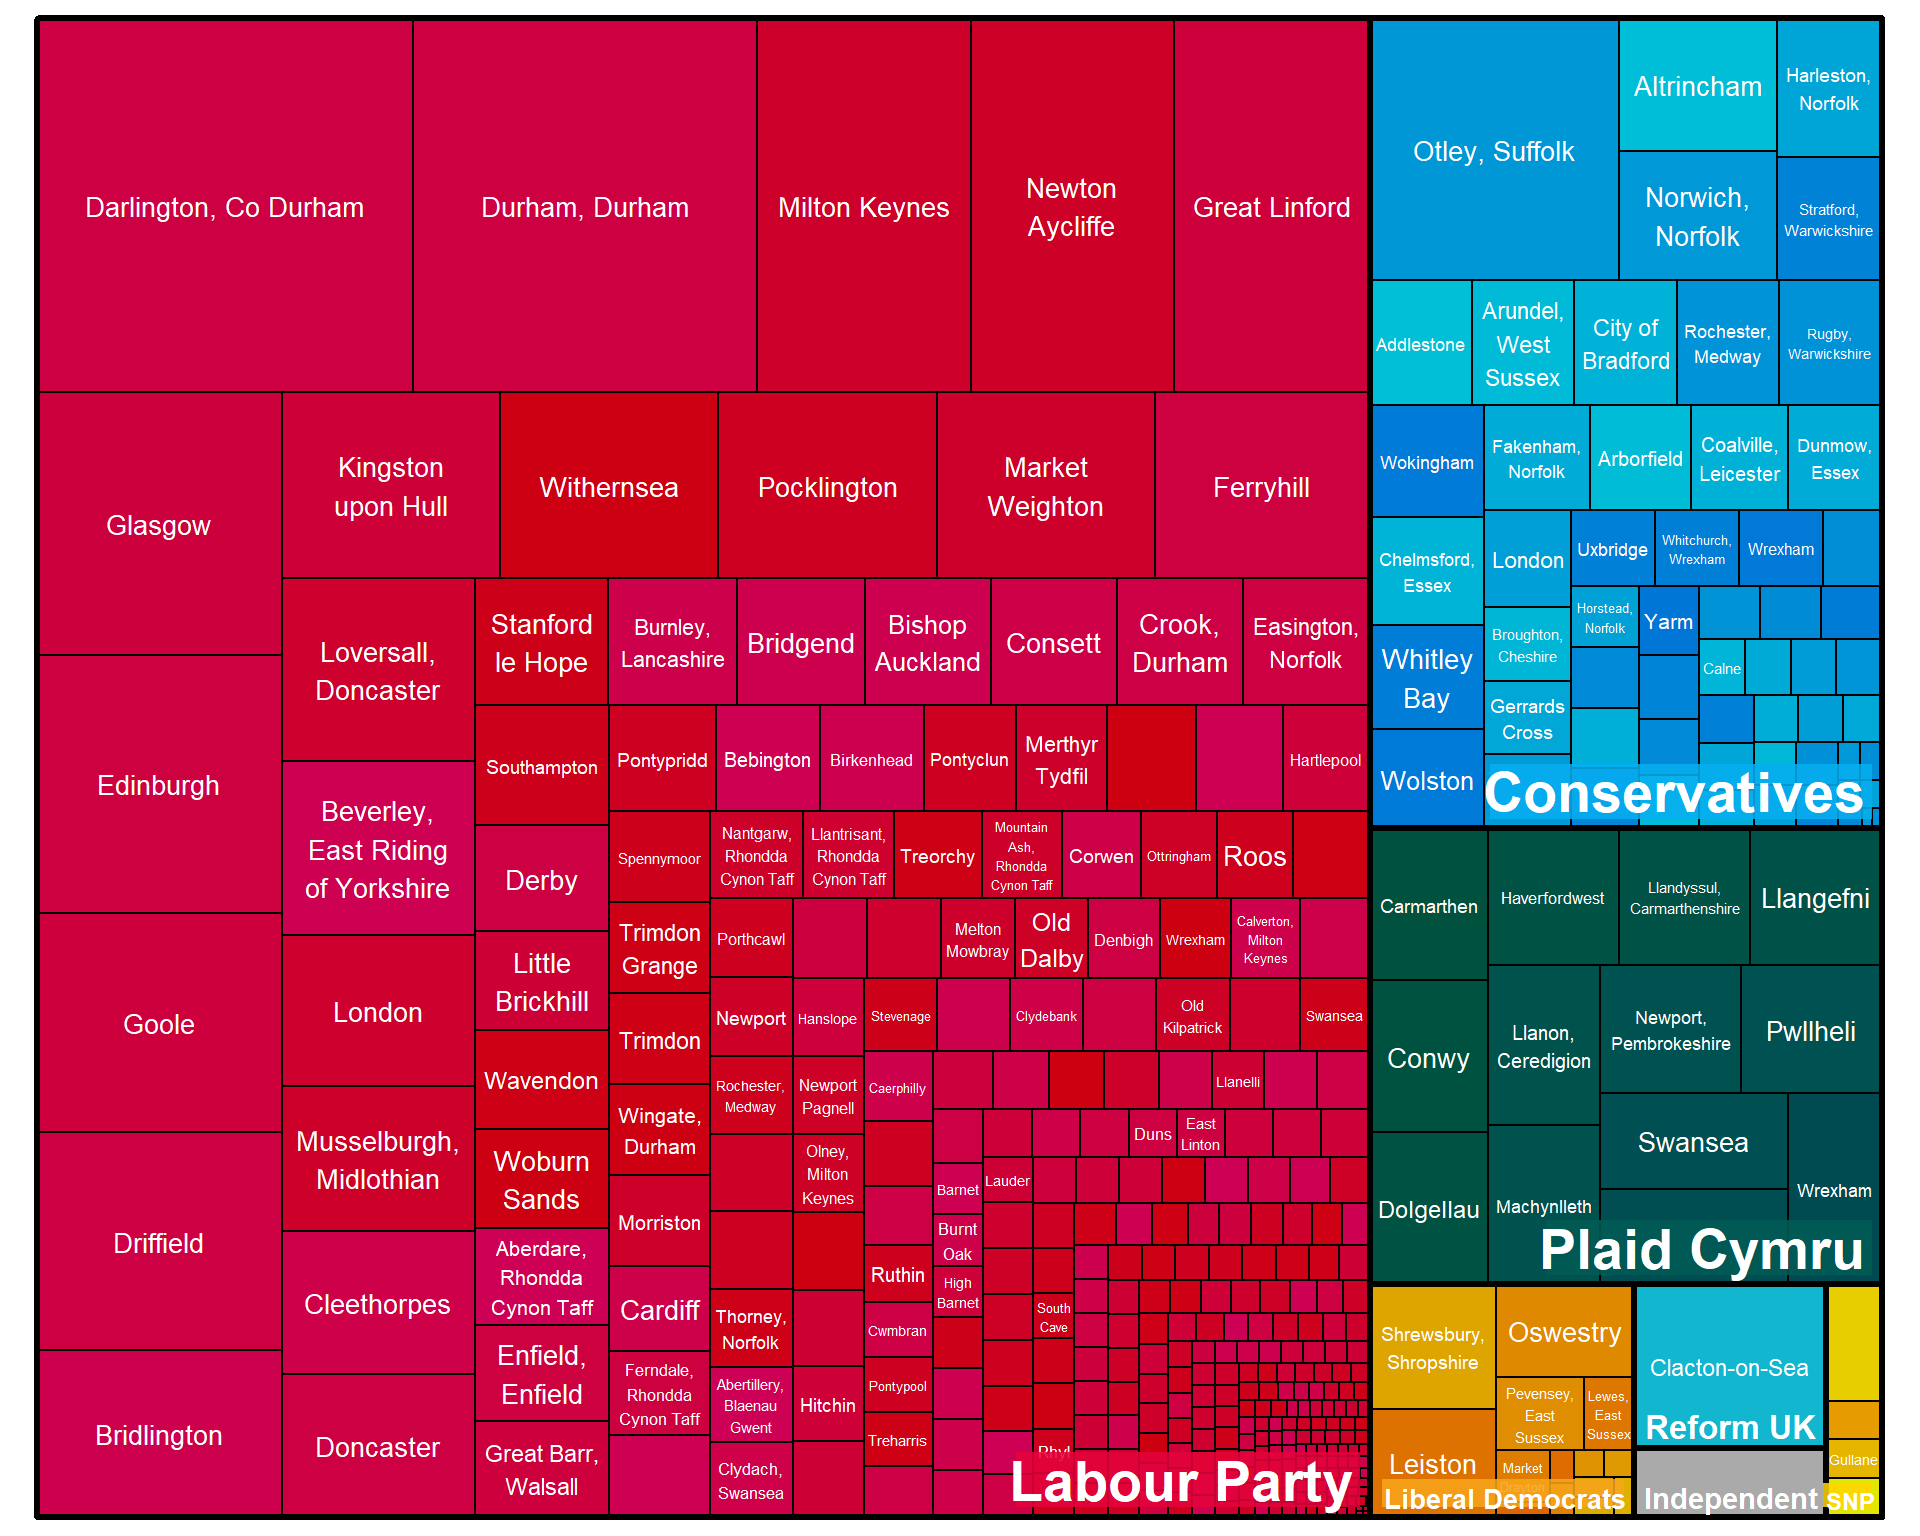 Darlington, Co Durham
Durham, Durham
Milton Keynes
Newton
Aycliffe
Great Linford
Glasgow
Edinburgh
Goole
Driffield
Bridlington
Kingston
upon Hull
Withernsea
Pocklington
Market
Weighton
Ferryhill
Loversall,
Doncaster
Beverley,
East Riding
of Yorkshire
London
Musselburgh,
Midlothian
Cleethorpes
Doncaster
Stanford
le Hope
Southampton
Derby
Little
Brickhill
Wavendon
Woburn
Sands
Aberdare,
Rhondda
Cynon Taff
Enfield,
Enfield
Great Barr,
Walsall
Burnley,
Lancashire
Bridgend
Bishop
Auckland
Consett
Crook,
Durham
Easington,
Norfolk
Pontypridd
Bebington
Birkenhead
Pontyclun
Merthyr
Tydfil
Hartlepool
Spennymoor
Trimdon
Grange
Trimdon
Wingate,
Durham
Morriston
Cardiff
Ferndale,
Rhondda
Cynon Taff
Nantgarw,
Rhondda
Cynon Taff
Llantrisant,
Rhondda
Cynon Taff
Treorchy
Mountain
Ash,
Rhondda
Cynon Taff
Corwen
Ottringham
Roos
Porthcawl
Newport
Rochester,
Medway
Thorney,
Norfolk
Abertillery,
Blaenau
Gwent
Clydach,
Swansea
Melton
Mowbray
Old
Dalby
Denbigh
Wrexham
Calverton,
Milton
Keynes
Hanslope
Newport
Pagnell
Olney,
Milton
Keynes
Hitchin
Stevenage
Clydebank
Old
Kilpatrick
Swansea
Caerphilly
Ruthin
Cwmbran
Pontypool
Treharris
Llanelli
Barnet
Burnt
Oak
High
Barnet
Duns
East
Linton
Lauder
South
Cave
Rhyl
Labour Party
Otley, Suffolk
Altrincham
Harleston,
Norfolk
Norwich,
Norfolk
Stratford,
Warwickshire
Addlestone
Arundel,
West
Sussex
City of
Bradford
Rochester,
Medway
Rugby,
Warwickshire
Wokingham
Chelmsford,
Essex
Whitley
Bay
Wolston
Fakenham,
Norfolk
Arborfield
Coalville,
Leicester
Dunmow,
Essex
London
Broughton,
Cheshire
Gerrards
Cross
Uxbridge
Whitchurch,
Wrexham
Wrexham
Horstead,
Norfolk
Yarm
Calne
Conservatives
Carmarthen
Conwy
Dolgellau
Haverfordwest
Llandyssul,
Carmarthenshire
Llangefni
Llanon,
Ceredigion
Machynlleth
Newport,
Pembrokeshire
Pwllheli
Swansea
Wrexham
Plaid Cymru
Shrewsbury,
Shropshire
Leiston
Oswestry
Pevensey,
East
Sussex
Lewes,
East
Sussex
Market
Drayton
Liberal Democrats
Clacton-on-Sea
Reform UK
Independent
Gullane
SNP